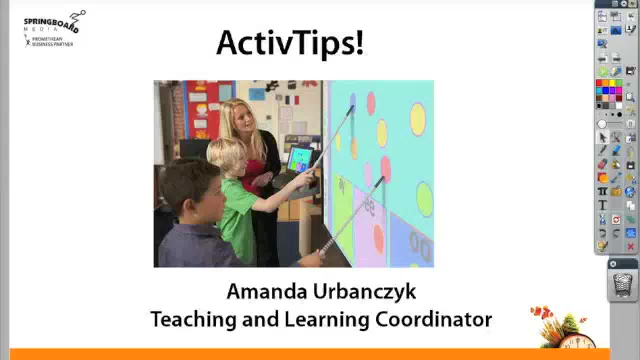 SPRINGBOARD
MEDIA
PROMETHEAN
BUSINESS PARTNER
ActivTips!
Amanda Urbanczyk
Teaching and Learning Coordinator